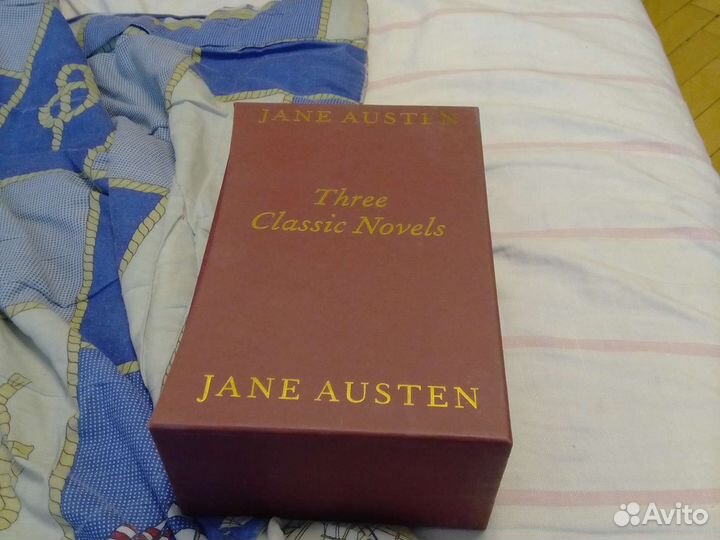 JANE AUSTEN
Three
Classic Novels
JANE AUSTEN
Avito